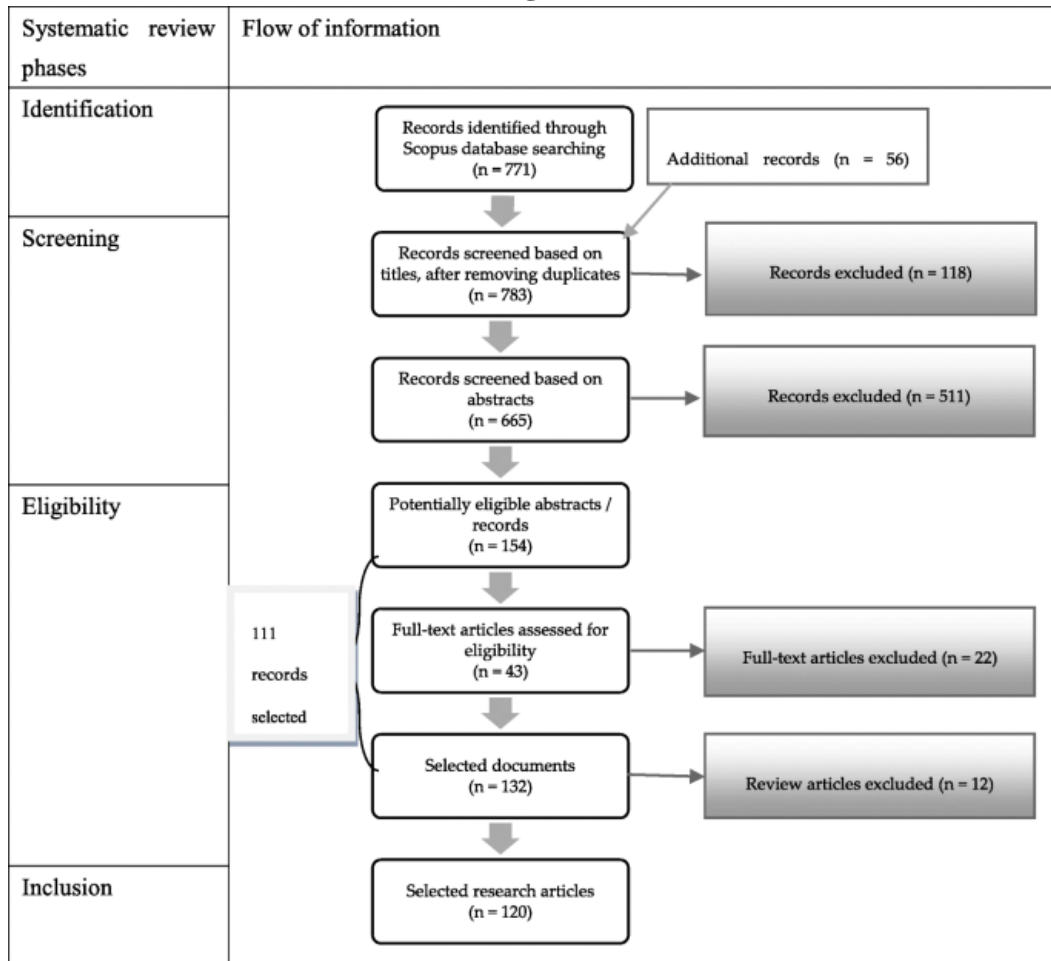 Systematic review
phases
Flow of information
Identification
Records identified through
Scopus database searching
(n = 771)
Additional records (n = 56)
Screening
Records screened based on
titles, after removing duplicates
(n = 783)
Records excluded (n = 118)
Records screened based on
abstracts
(n = 665)
Records excluded (n = 511)
Eligibility
Potentially eligible abstracts /
records
(n = 154)
111
records
selected
Full-text articles assessed for
eligibility
(n = 43)
Full-text articles excluded (n = 22)
Selected documents
(n = 132)
Review articles excluded (n = 12)
Inclusion
Selected research articles
(n = 120)